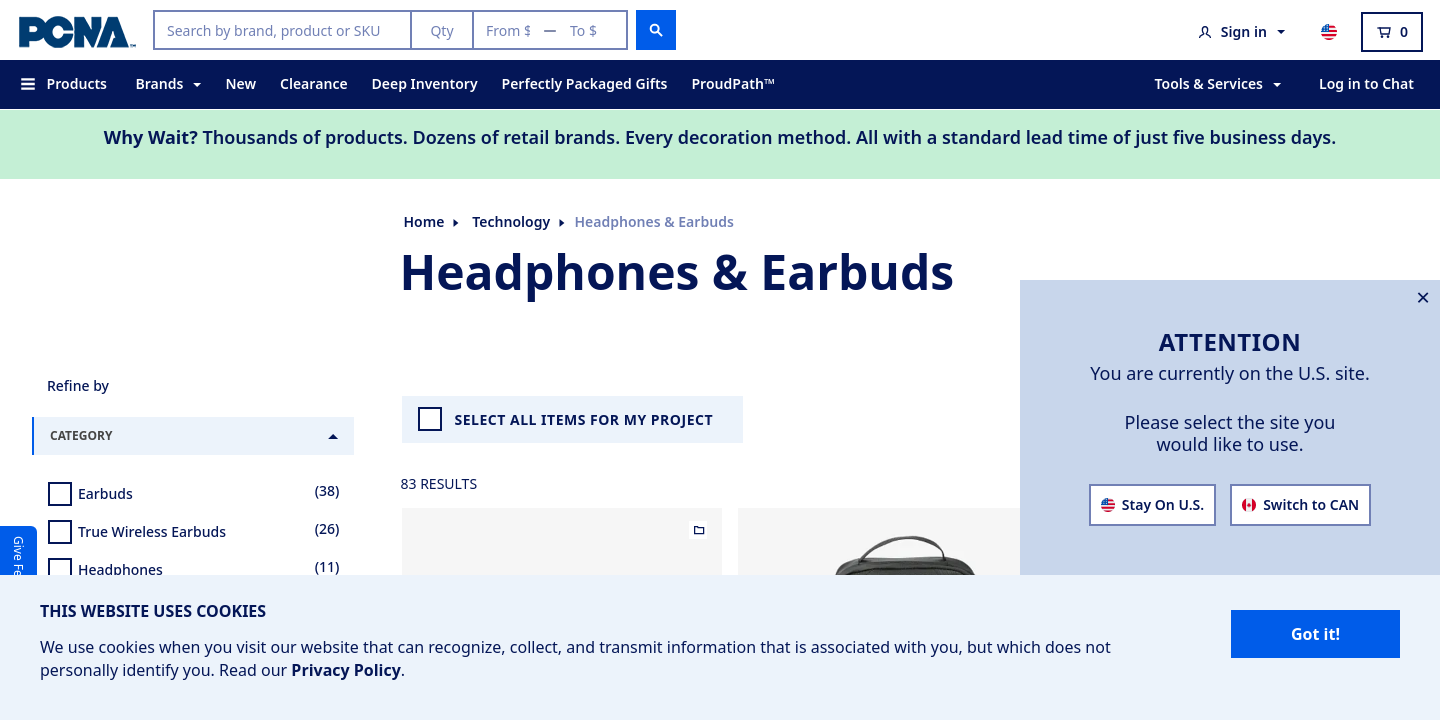 PCNA™
Search by brand, product or SKU
Qty
From $ — To $
Sign in
0
Products
Brands
New
Clearance
Deep Inventory
Perfectly Packaged Gifts
ProudPath™
Tools & Services
Log in to Chat
Why Wait? Thousands of products. Dozens of retail brands. Every decoration method. All with a standard lead time of just five business days.
Home
Technology
Headphones & Earbuds
Headphones & Earbuds
ATTENTION
You are currently on the U.S. site.
Please select the site you
would like to use.
Stay On U.S.
Switch to CAN
Refine by
CATEGORY
Earbuds (38)
True Wireless Earbuds (26)
Headphones (11)
SELECT ALL ITEMS FOR MY PROJECT
83 RESULTS
Give
THIS WEBSITE USES COOKIES
We use cookies when you visit our website that can recognize, collect, and transmit information that is associated with you, but which does not
personally identify you. Read our Privacy Policy.
Got it!